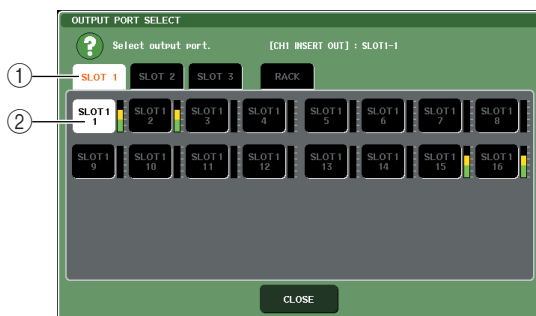 OUTPUT PORT SELECT
? Select output port. [CH1 INSERT OUT] : SLOT1-1
1 SLOT 1 SLOT 2 SLOT 3 RACK
2 SLOT1 1 SLOT1 2 SLOT1 3 SLOT1 4 SLOT1 5 SLOT1 6 SLOT1 7 SLOT1 8
SLOT1 9 SLOT1 10 SLOT1 11 SLOT1 12 SLOT1 13 SLOT1 14 SLOT1 15 SLOT1 16
CLOSE